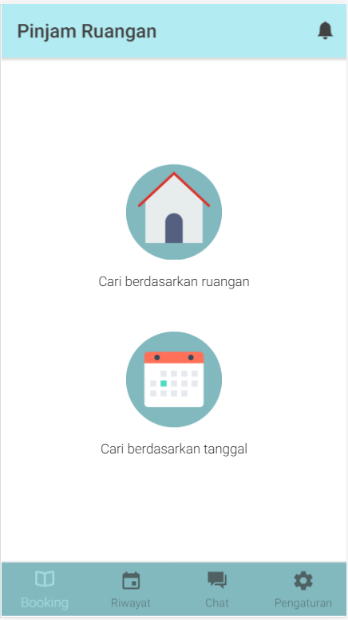 Pinjam Ruangan
Cari berdasarkan ruangan
Cari berdasarkan tanggal
Booking Riwayat Chat Pengaturan